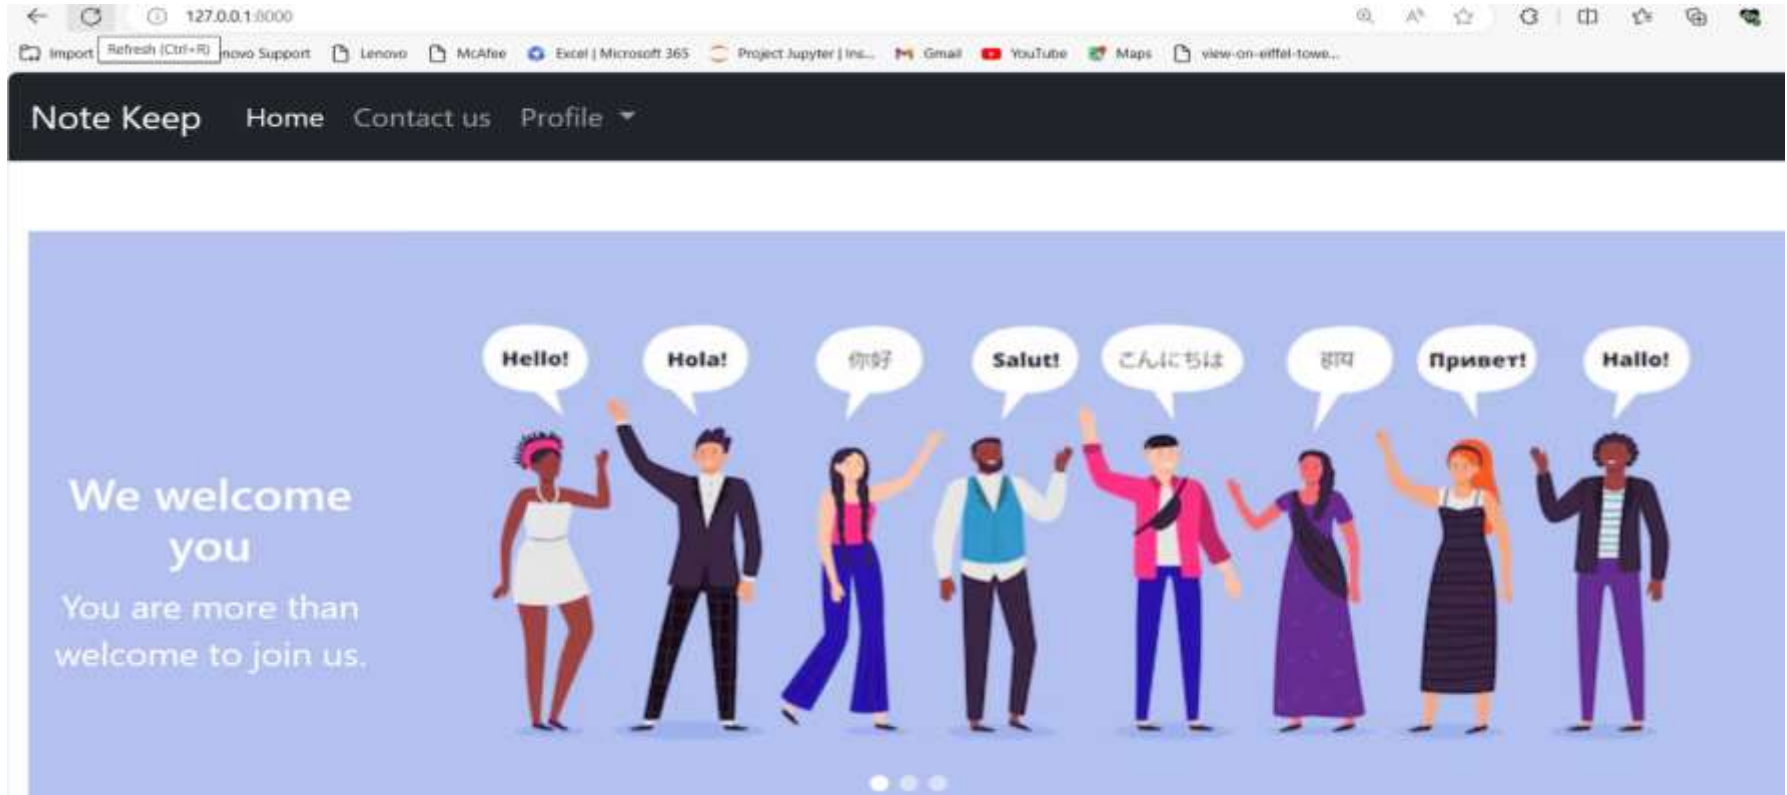 127.0.0.1:8000
Import Refresh (Ctrl+R) novo Support Lenovo McAfee Excel | Microsoft 365 Project Jupyter | Ins... Gmail YouTube Maps view-on-eiffel-towe...
Note Keep Home Contact us Profile
Hello! Hola! 你好 Salut! こんにちは हाय Привет! Hallo!
We welcome
you
You are more than
welcome to join us.